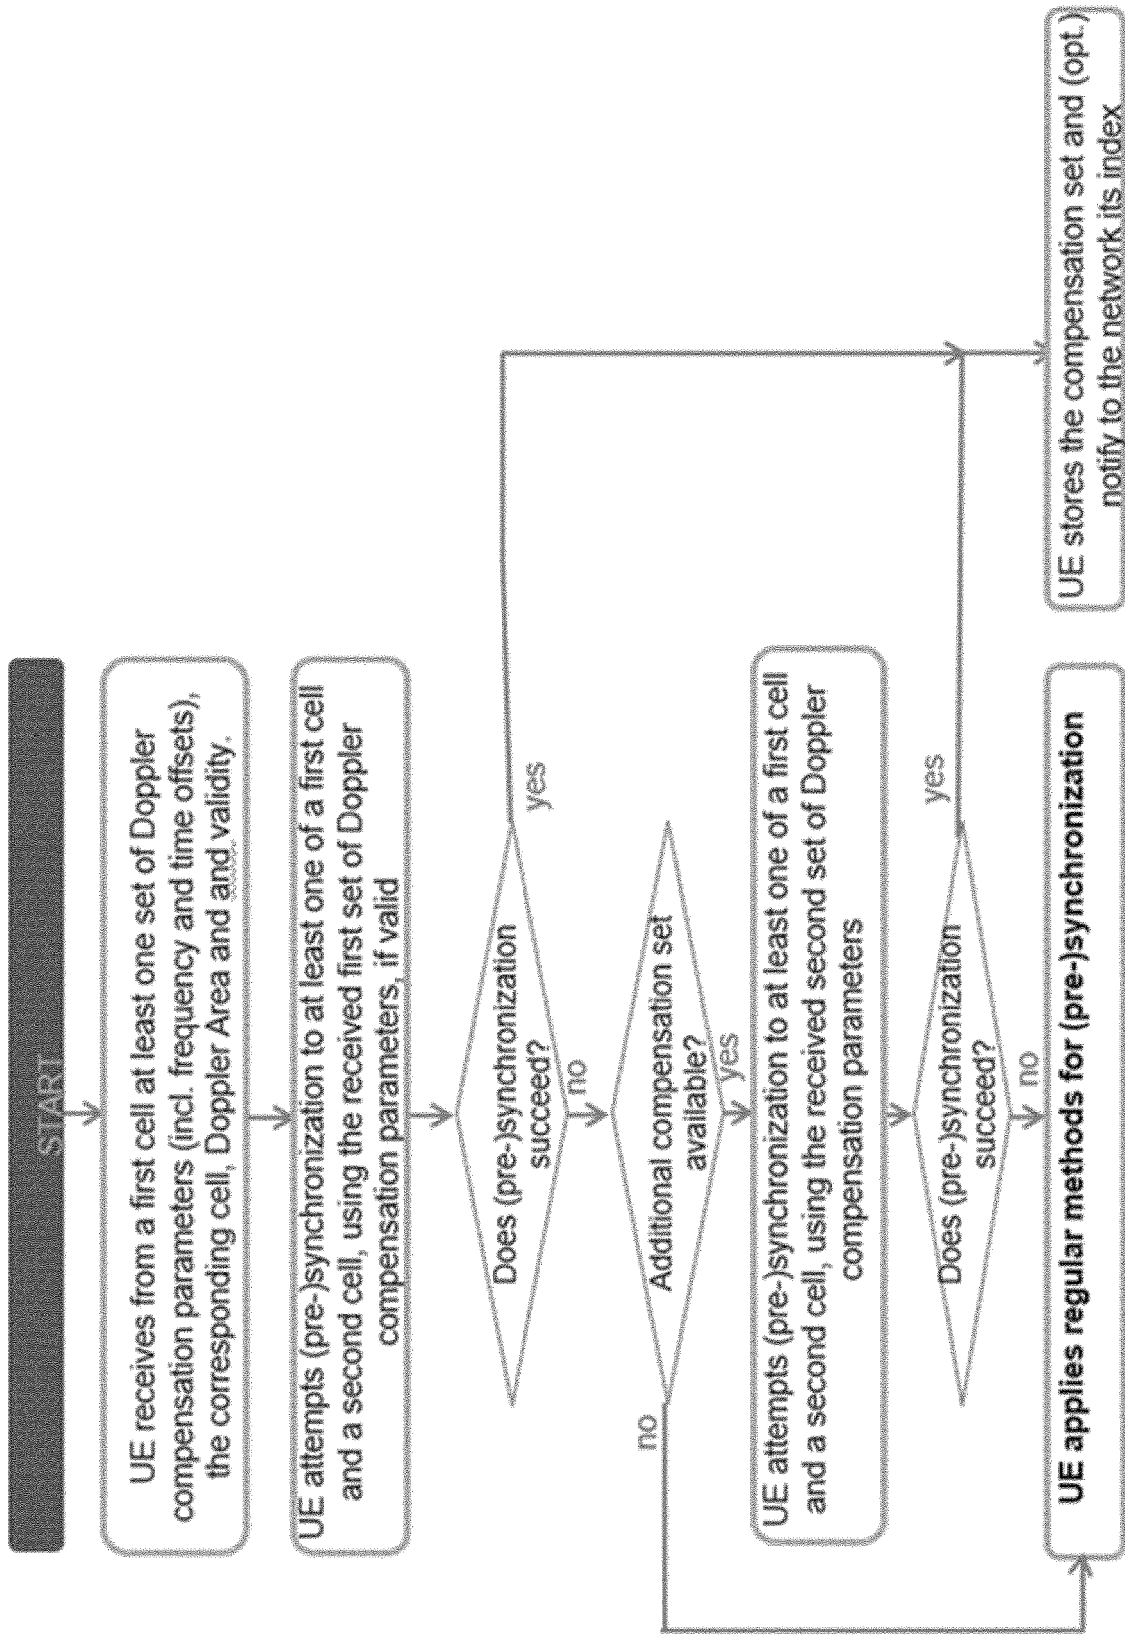 START
UE receives from a first cell at least one set of Doppler
compensation parameters (incl. frequency and time offsets),
the corresponding cell, Doppler Area and and validity.
UE attempts (pre-)synchronization to at least one of a first cell
and a second cell, using the received first set of Doppler
compensation parameters, if valid
Does (pre-)synchronization
succeed?
yes
no
Additional compensation set
available?
no
yes
UE attempts (pre-)synchronization to at least one of a first cell
and a second cell, using the received second set of Doppler
compensation parameters
Does (pre-)synchronization
succeed?
yes
no
UE applies regular methods for (pre-)synchronization
UE stores the compensation set and (opt.)
notify to the network its index